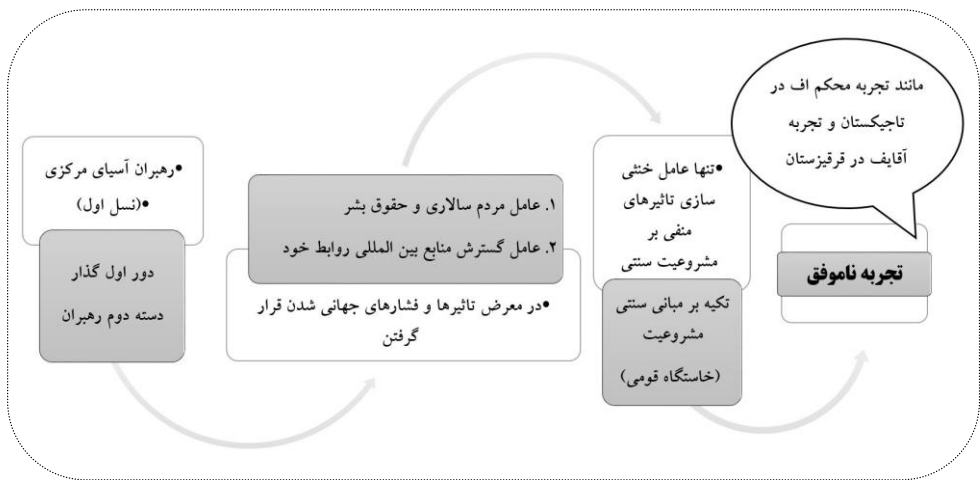 •رهبران آسیای مرکزی
•(نسل اول)
دور اول گذار
دسته دوم رهبران
۱. عامل مردم سالاری و حقوق بشر
۲. عامل گسترش منابع بین المللی روابط خود
•در معرض تاثیرها و فشارهای جهانی شدن قرار
گرفتن
•تنها عامل خنثی
سازی تاثیرهای
منفی بر
مشروعیت سنتی
تکیه بر مبانی سنتی
مشروعیت
(خاستگاه قومی)
مانند تجربه محکم اف در
تاجیکستان و تجربه
آقایف در قرقیزستان
تجربه ناموفق